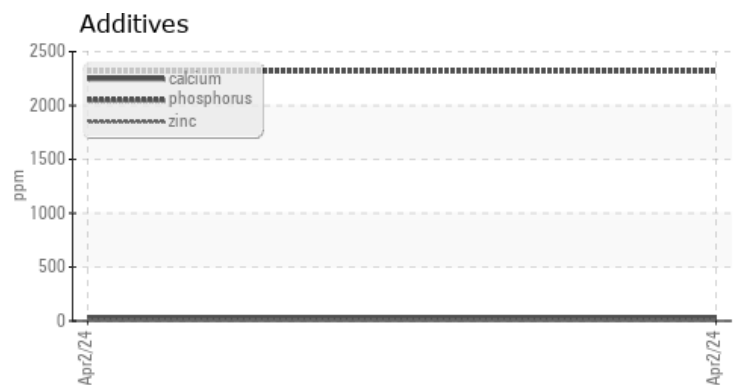 Additives
2500
2000
1500
1000
500
0
ppm
calcium
phosphorus
zinc
Apr2/24
Apr2/24